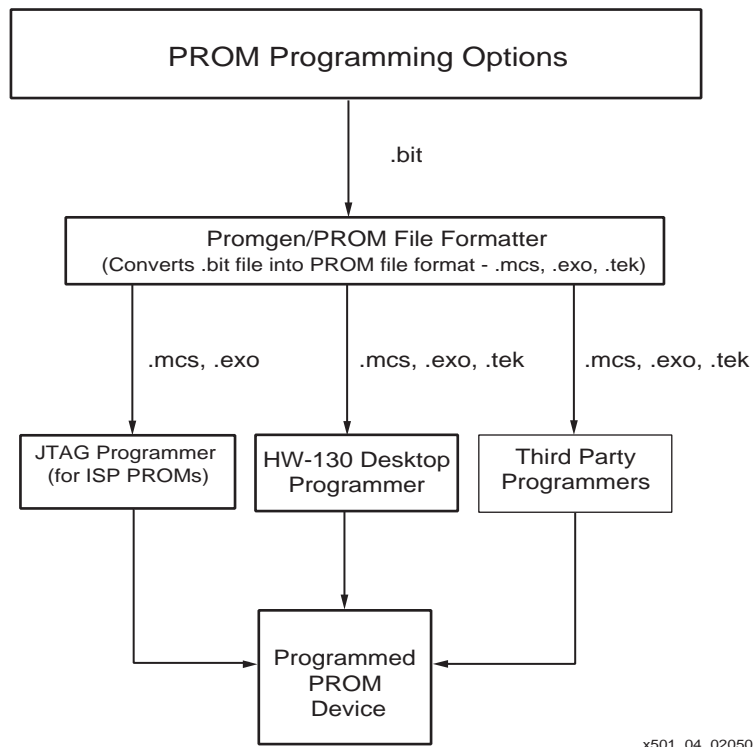 PROM Programming Options
.bit
Promgen/PROM File Formatter
(Converts .bit file into PROM file format - .mcs, .exo, .tek)
.mcs, .exo
.mcs, .exo, .tek
.mcs, .exo, .tek
JTAG Programmer
(for ISP PROMs)
HW-130 Desktop
Programmer
Third Party
Programmers
Programmed
PROM
Device
x501_04_02050